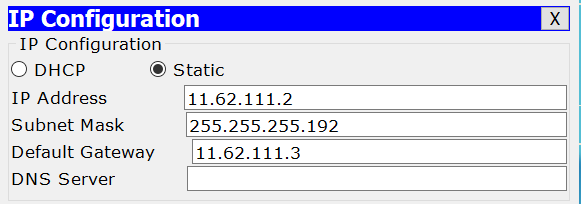 IP Configuration X
IP Configuration
DHCP Static
IP Address 11.62.111.2
Subnet Mask 255.255.255.192
Default Gateway 11.62.111.3
DNS Server